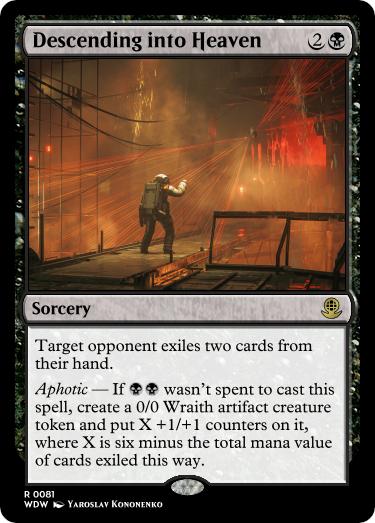 Descending into Heaven 2
Sorcery
Target opponent exiles two cards from
their hand.
Aphotic — If wasn't spent to cast this
spell, create a 0/0 Wraith artifact creature
token and put X +1/+1 counters on it,
where X is six minus the total mana value
of cards exiled this way.
R 0081
WDW Yaroslav Kononenko